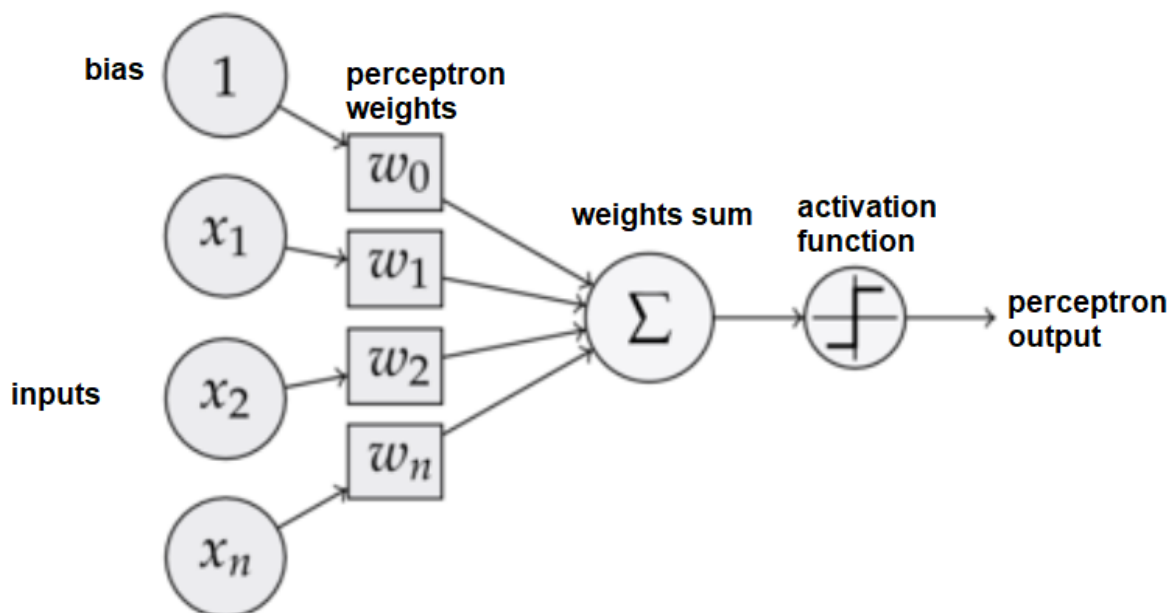 bias
1
perceptron
weights
w₀
x₁
w₁
weights sum
activation
function
Σ
perceptron
output
inputs
x₂
w₂
wₙ
xₙ